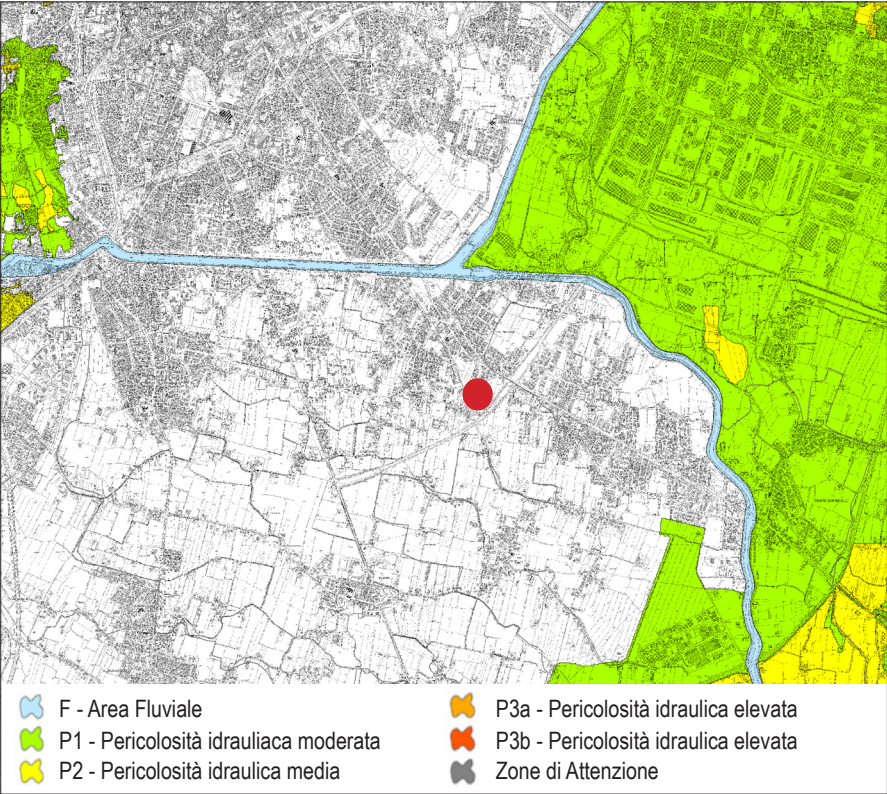 F - Area Fluviale
P1 - Pericolosità idrauliaca moderata
P2 - Pericolosità idraulica media
P3a - Pericolosità idraulica elevata
P3b - Pericolosità idraulica elevata
Zone di Attenzione